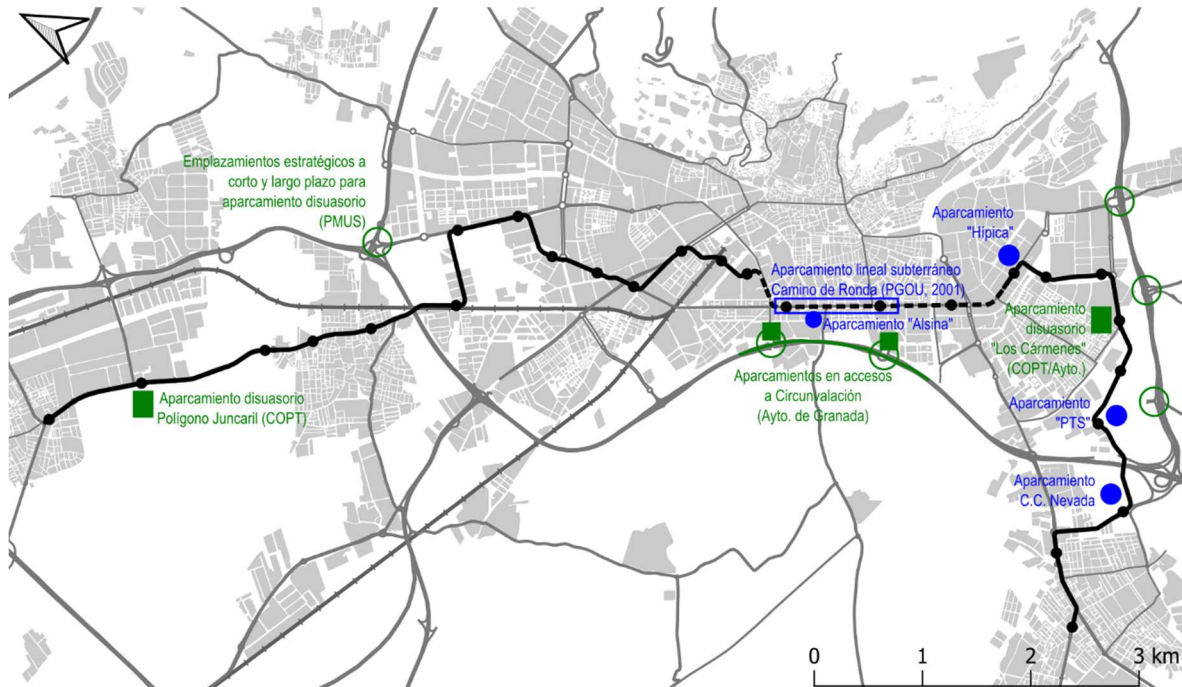 Emplazamientos estratégicos a
corto y largo plazo para
aparcamiento disuasorio
(PMUS)
Aparcamiento
"Hípica"
Aparcamiento lineal subterráneo
Camino de Ronda (PGOU, 2001)
Aparcamiento "Alsina"
Aparcamiento
disuasorio
"Los Cármenes"
(COPT/Ayto.)
Aparcamientos en accesos
a Circunvalación
(Ayto. de Granada)
Aparcamiento disuasorio
Polígono Juncaril (COPT)
Aparcamiento
"PTS"
Aparcamiento
C.C. Nevada
0 1 2 3 km